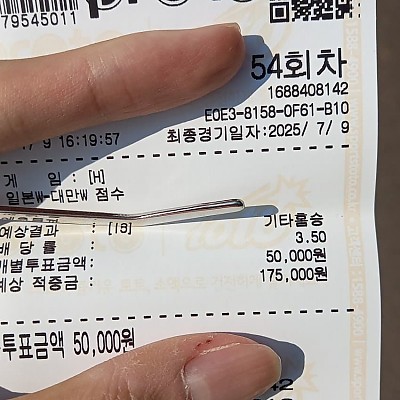 79545011
proto
54회차
1688408142
E0E3-8158-0F61-B10
/ 9 16:19:57
최종경기일자:2025/ 7/ 9
게 임 : [H]
일본W-대만W 점수
예상결과 : [19] 기타홈승
배 당 률 : 3.50
개별투표금액: 50,000원
예상 적중금 : 175,000원
투표금액 50,000원